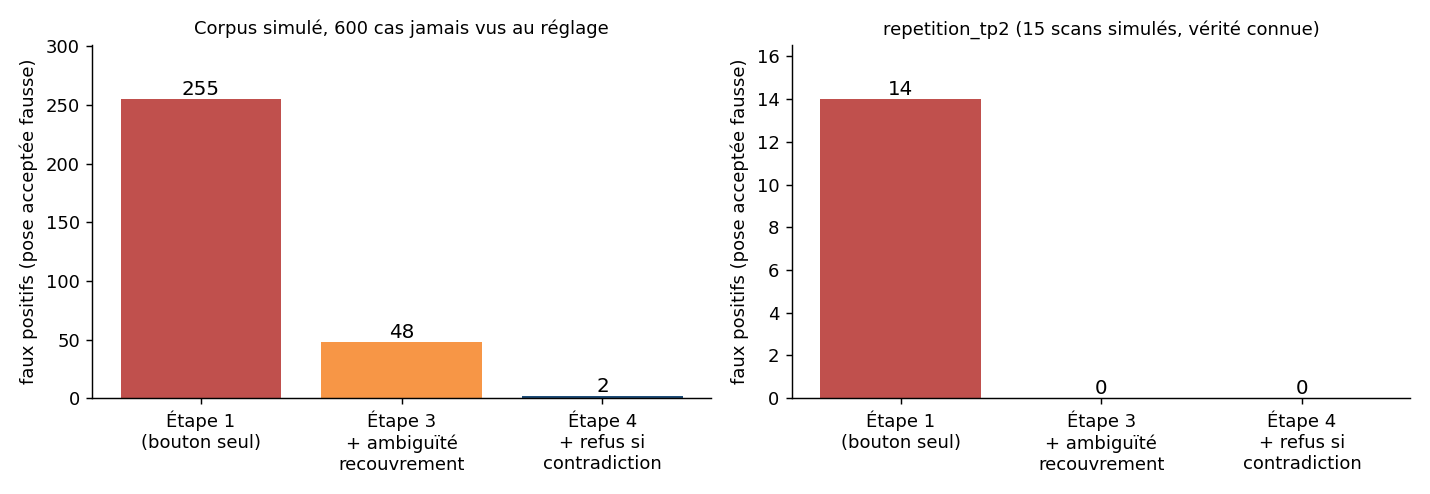 Corpus simulé, 600 cas jamais vus au réglage
faux positifs (pose acceptée fausse)
300
250
200
150
100
50
0
255
48
2
Étape 1
(bouton seul)
Étape 3
+ ambiguïté
recouvrement
Étape 4
+ refus si
contradiction
repetition_tp2 (15 scans simulés, vérité connue)
faux positifs (pose acceptée fausse)
16
14
12
10
8
6
4
2
0
14
0
0
Étape 1
(bouton seul)
Étape 3
+ ambiguïté
recouvrement
Étape 4
+ refus si
contradiction